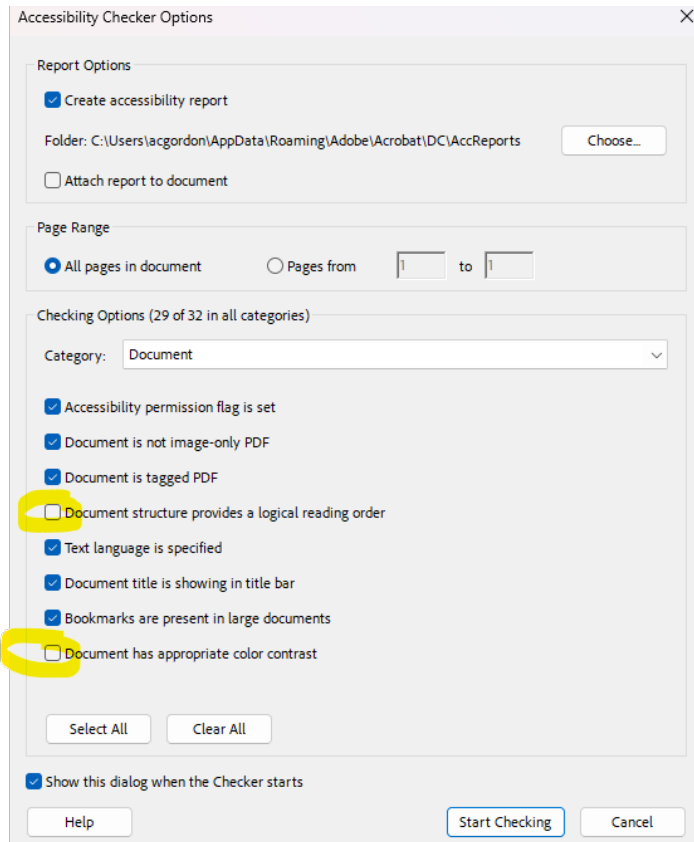 Accessibility Checker Options
Report Options
Create accessibility report
Folder: C:\Users\acgordon\AppData\Roaming\Adobe\Acrobat\DC\AccReports Choose...
Attach report to document
Page Range
All pages in document Pages from 1 to 1
Checking Options (29 of 32 in all categories)
Category: Document
Accessibility permission flag is set
Document is not image-only PDF
Document is tagged PDF
Document structure provides a logical reading order
Text language is specified
Document title is showing in title bar
Bookmarks are present in large documents
Document has appropriate color contrast
Select All Clear All
Show this dialog when the Checker starts
Help Start Checking Cancel